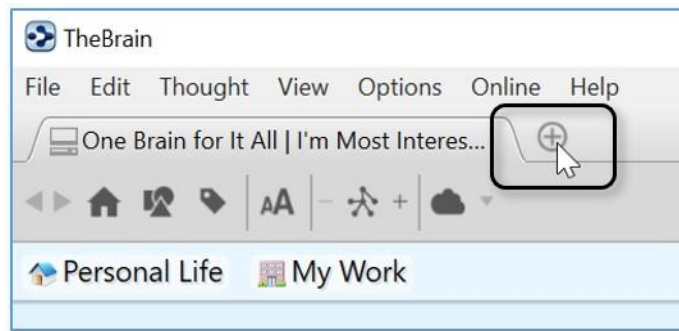 TheBrain
File Edit Thought View Options Online Help
One Brain for It All | I'm Most Interes...
AA
Personal Life My Work